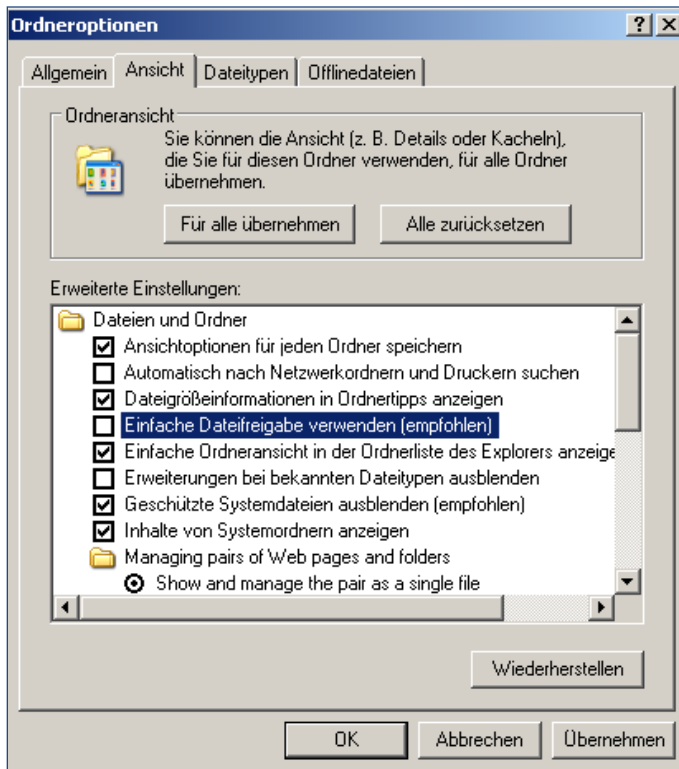 Ordneroptionen
Allgemein Ansicht Dateitypen Offlinedateien
Ordneransicht
Sie können die Ansicht (z. B. Details oder Kacheln),
die Sie für diesen Ordner verwenden, für alle Ordner
übernehmen.
Für alle übernehmen Alle zurücksetzen
Erweiterte Einstellungen:
Dateien und Ordner
Ansichtoptionen für jeden Ordner speichern
Automatisch nach Netzwerkordnern und Druckern suchen
Dateigrößeinformationen in Ordnertipps anzeigen
Einfache Dateifreigabe verwenden (empfohlen)
Einfache Ordneransicht in der Ordnerliste des Explorers anzeige
Erweiterungen bei bekannten Dateitypen ausblenden
Geschützte Systemdateien ausblenden (empfohlen)
Inhalte von Systemordnern anzeigen
Managing pairs of Web pages and folders
Show and manage the pair as a single file
Wiederherstellen
OK Abbrechen Übernehmen